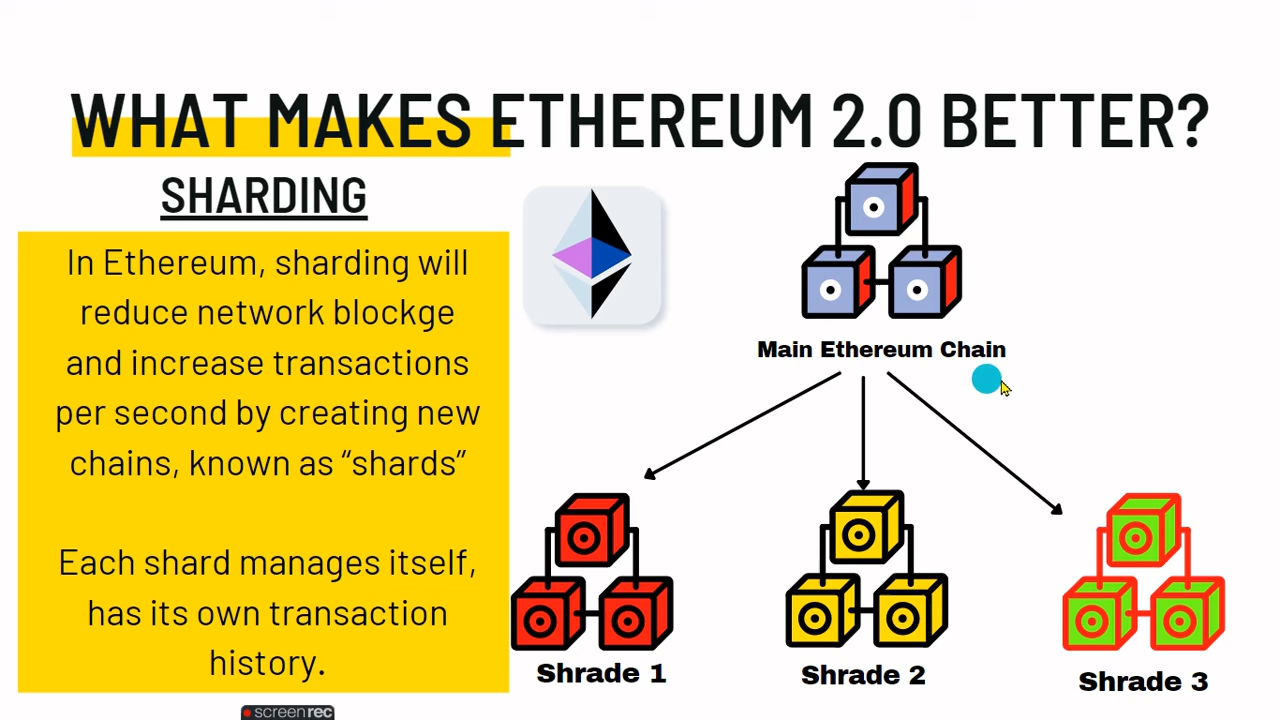 WHAT MAKES ETHEREUM 2.0 BETTER?
SHARDING
In Ethereum, sharding will
reduce network blockge
and increase transactions
per second by creating new
chains, known as “shards”
Each shard manages itself,
has its own transaction
history.
Main Ethereum Chain
Shrade 1
Shrade 2
Shrade 3
screenrec